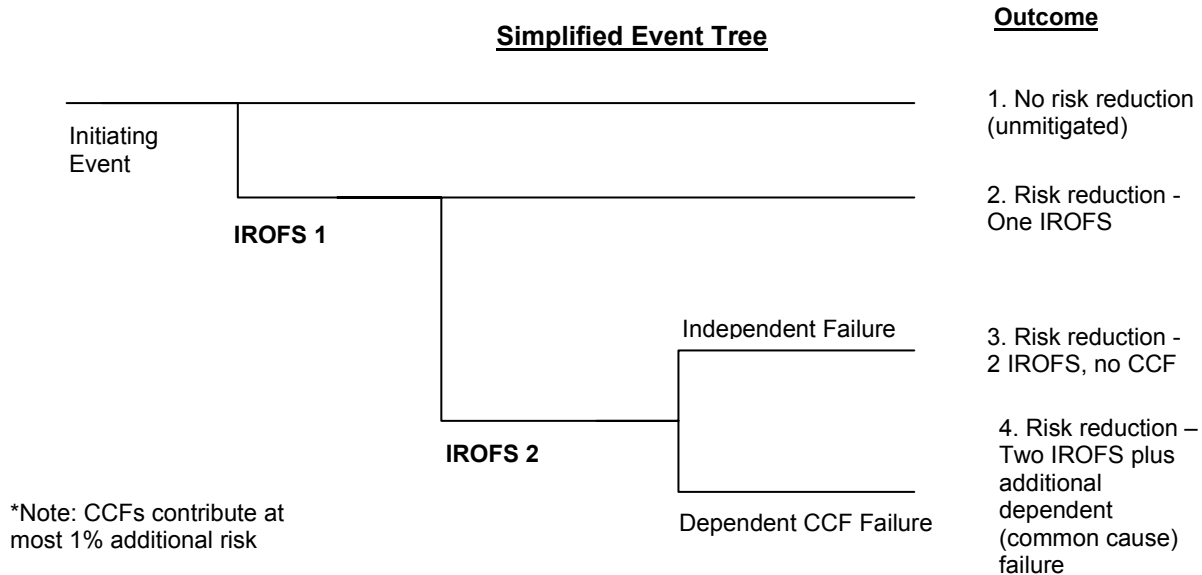 Simplified Event Tree
Outcome
Initiating
Event
1. No risk reduction
(unmitigated)
IROFS 1
2. Risk reduction -
One IROFS
Independent Failure
3. Risk reduction -
2 IROFS, no CCF
IROFS 2
4. Risk reduction –
Two IROFS plus
additional
dependent
(common cause)
failure
Dependent CCF Failure
*Note: CCFs contribute at
most 1% additional risk